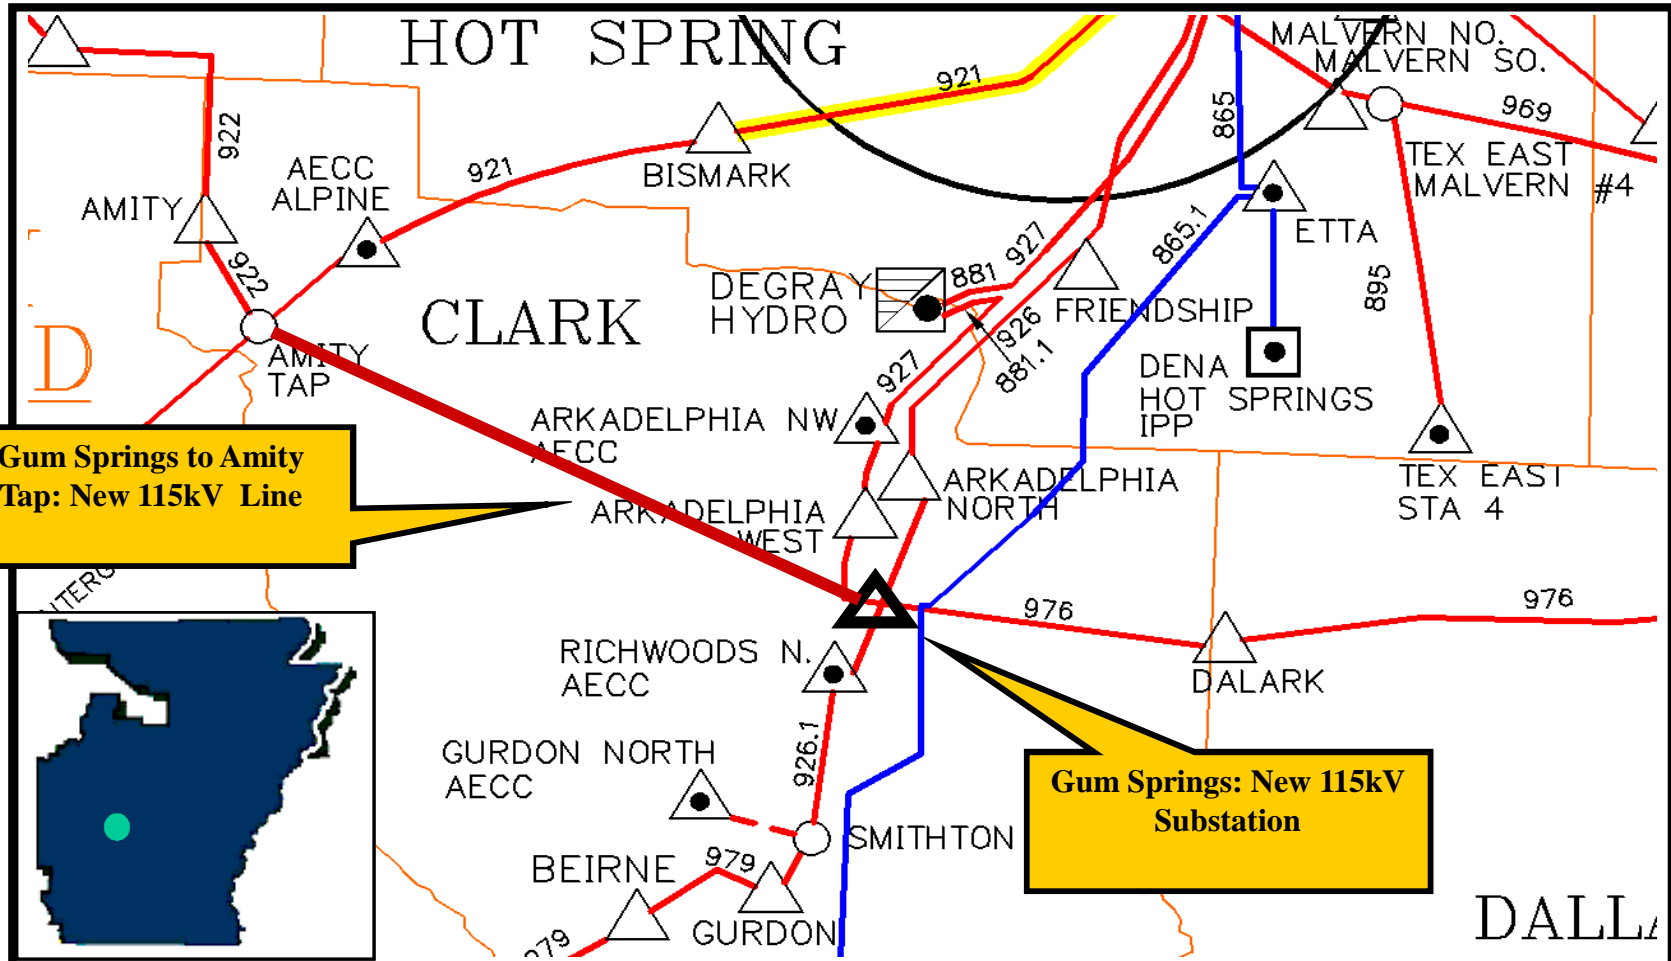 HOT SPRING
MALVERN NO.
MALVERN SO.
921
969
865
922
TEX EAST
MALVERN #4
AECC
ALPINE
921
BISMARK
AMITY
ETTA
865.1
927
922
881
DEGRAY
HYDRO
895
FRIENDSHIP
CLARK
926
881.1
D
AMITY
TAP
DENA
HOT SPRINGS
IPP
927
ARKADELPHIA NW
AECC
Gum Springs to Amity
Tap: New 115kV Line
ARKADELPHIA
NORTH
TEX EAST
STA 4
ARKADELPHIA
WEST
976
976
RICHWOODS N.
AECC
DALARK
926.1
GURDON NORTH
AECC
Gum Springs: New 115kV
Substation
SMITHTON
979
BEIRNE
GURDON
979
DALLA